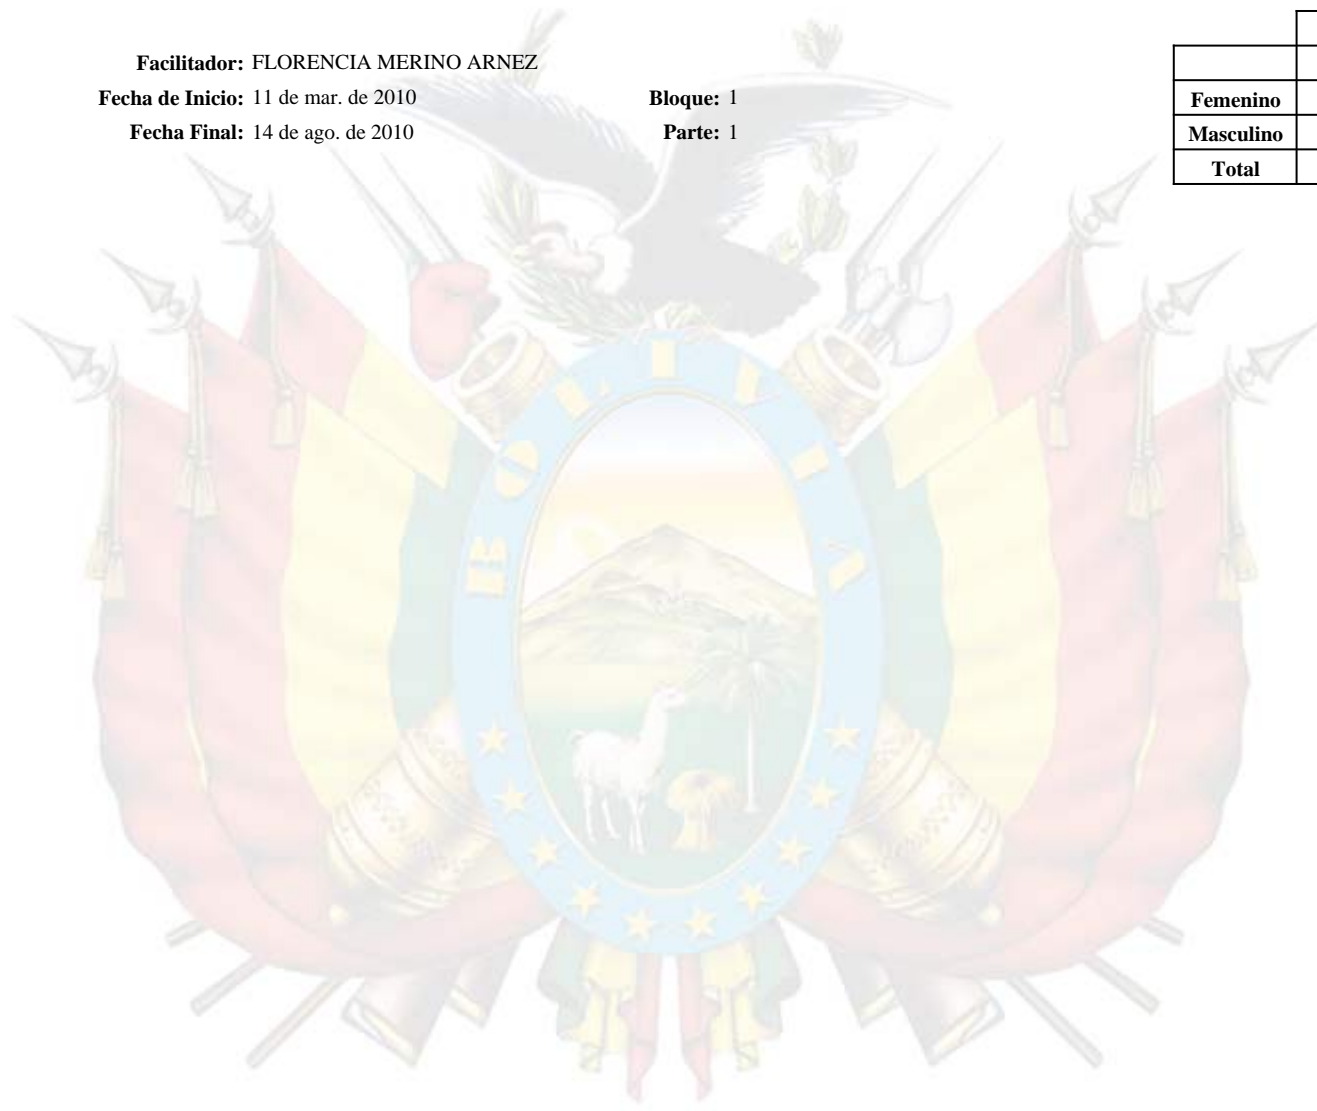 Facilitador: FLORENCIA MERINO ARNEZ
Fecha de Inicio: 11 de mar. de 2010 Bloque: 1
Femenino
Fecha Final: 14 de ago. de 2010 Parte: 1
Masculino
Total
BOLIVIA